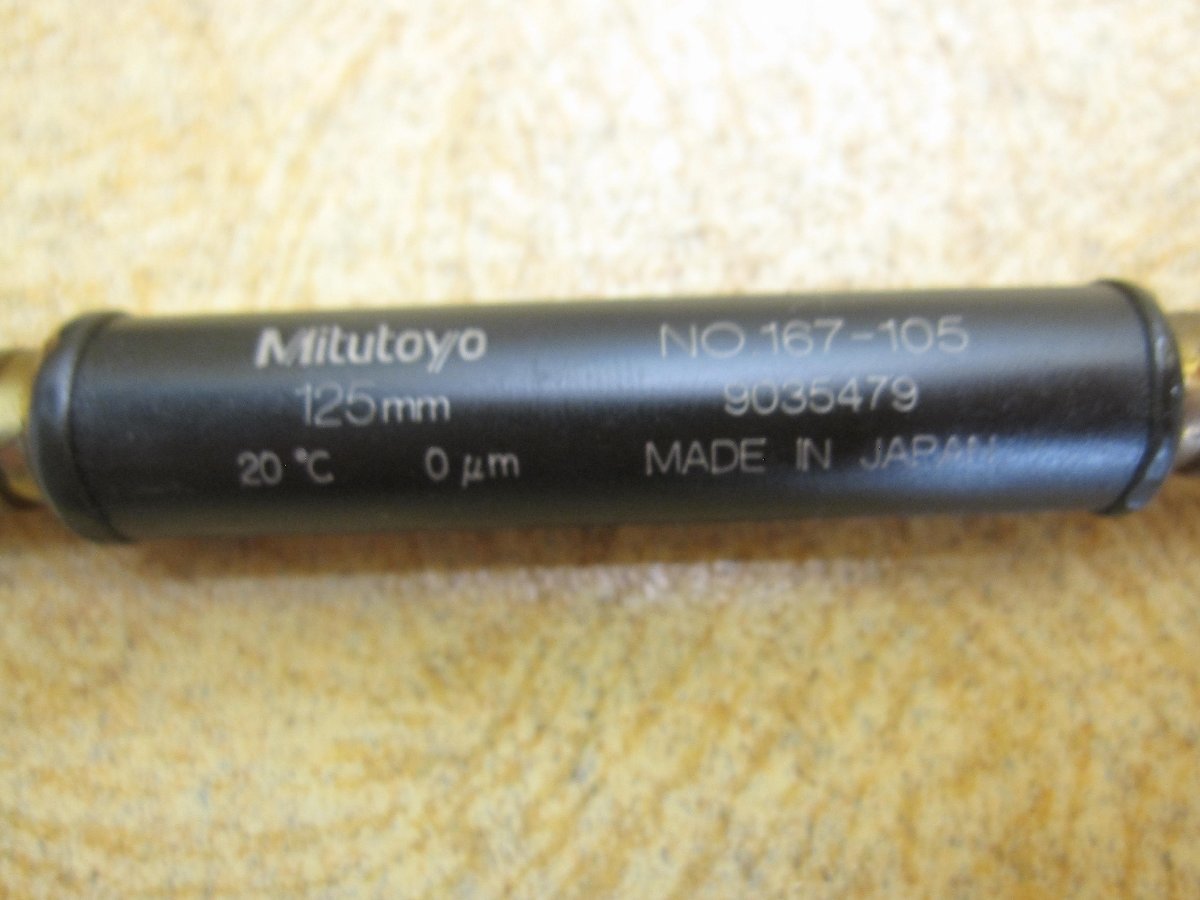 Mitutoyo
125mm
20 °C 0 µm
NO.167-105
9035479
MADE IN JAPAN